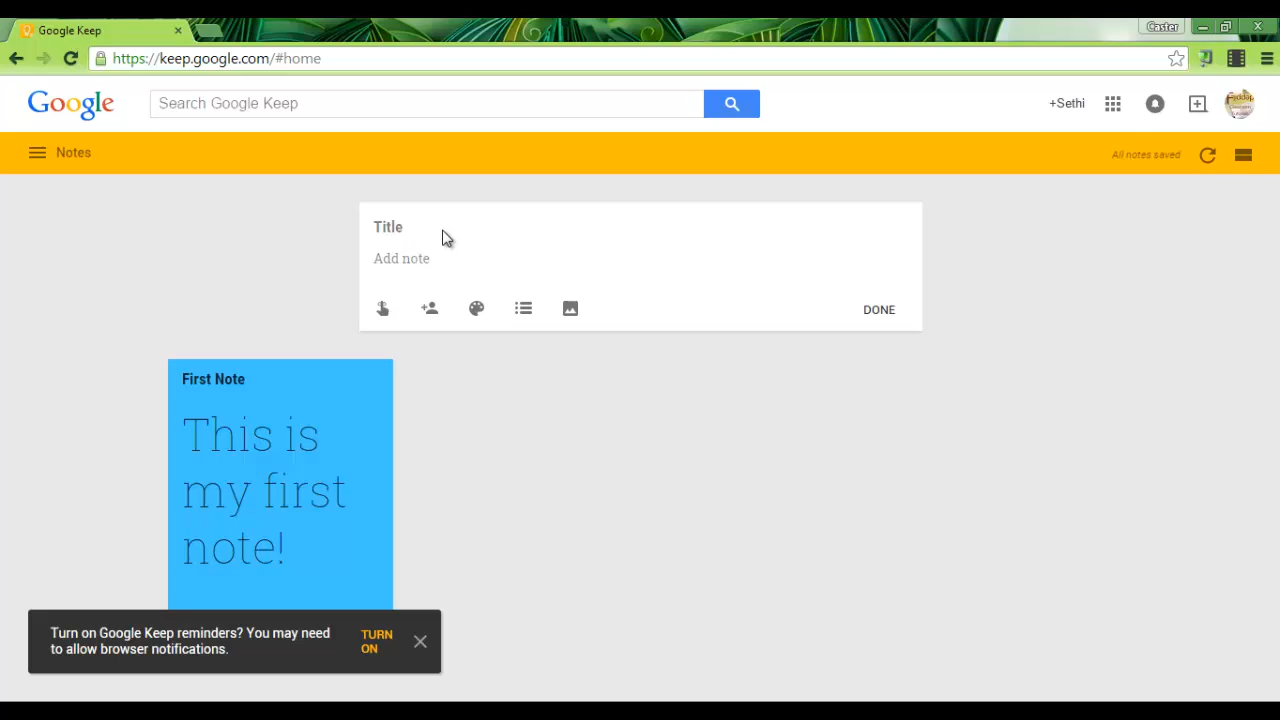 Google Keep
Caster
https://keep.google.com/#home
Google
Search Google Keep
+Sethi
Notes
All notes saved
Title
Add note
DONE
First Note
This is
my first
note!
Turn on Google Keep reminders? You may need
to allow browser notifications.
TURN
ON